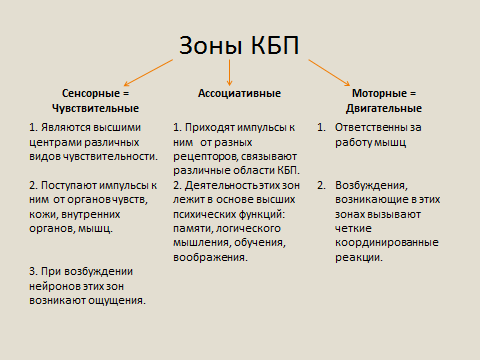 Зоны КБП
Сенсорные =
Чувствительные
1. Являются высшими
центрами различных
видов чувствительности.
2. Поступают импульсы к
ним от органов чувств,
кожи, внутренних
органов, мышц.
3. При возбуждении
нейронов этих зон
возникают ощущения.
Ассоциативные
1. Приходят импульсы к
ним от разных
рецепторов, связывают
различные области КБП.
2. Деятельность этих зон
лежит в основе высших
психических функций:
памяти, логического
мышления, обучения,
воображения.
Моторные =
Двигательные
1. Ответственны за
работу мышц
2. Возбуждения,
возникающие в этих
зонах вызывают
четкие
координированные
реакции.